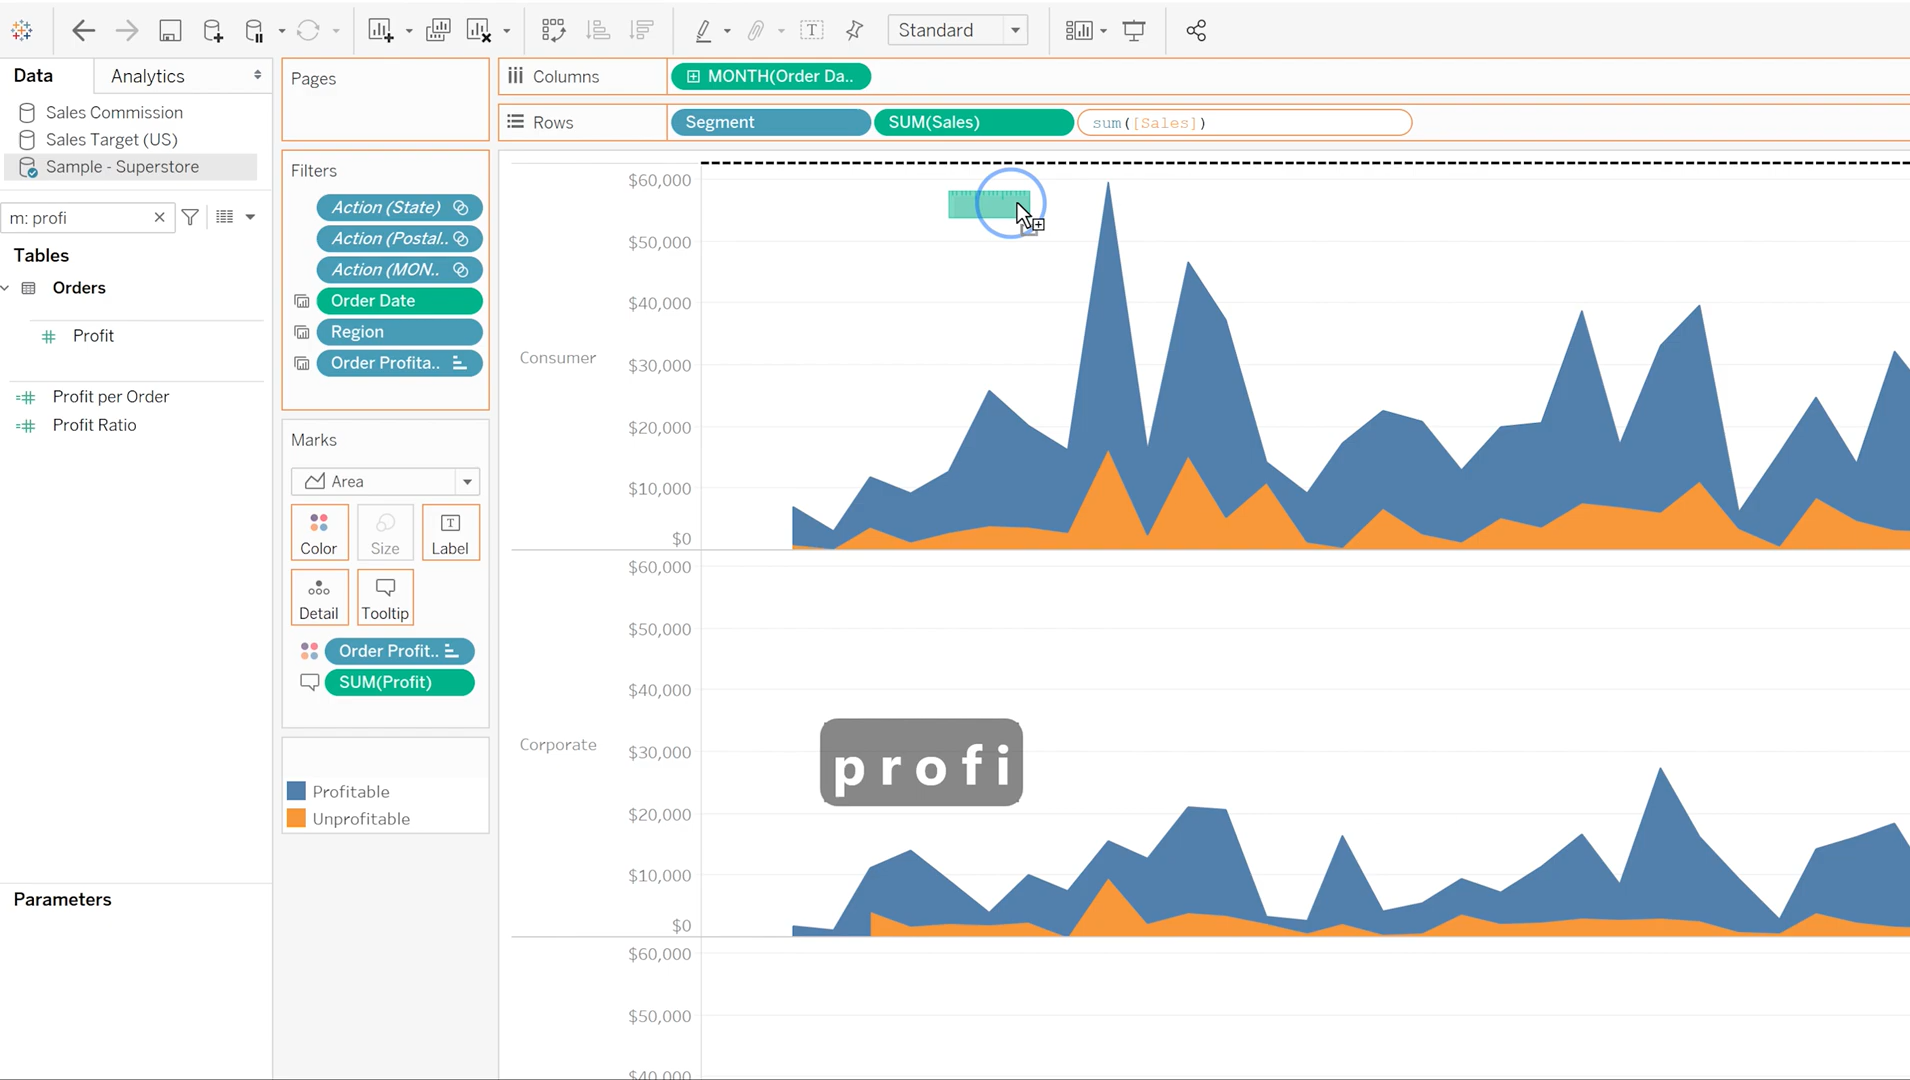 Standard
Data
Analytics
Sales Commission
Sales Target (US)
Sample - Superstore
m: profi
Tables
Orders
Profit
Profit per Order
Profit Ratio
Parameters
Pages
Filters
Action (State)
Action (Postal..
Action (MON..
Order Date
Region
Order Profita..
Marks
Area
Color
Size
Label
Detail
Tooltip
Order Profit..
SUM(Profit)
Profitable
Unprofitable
Columns
MONTH(Order Da..
Rows
Segment
SUM(Sales)
sum([Sales])
Consumer
$60,000
$50,000
$40,000
$30,000
$20,000
$10,000
$0
Corporate
$60,000
$50,000
$40,000
$30,000
$20,000
$10,000
$0
$60,000
$50,000
$40,000
profi